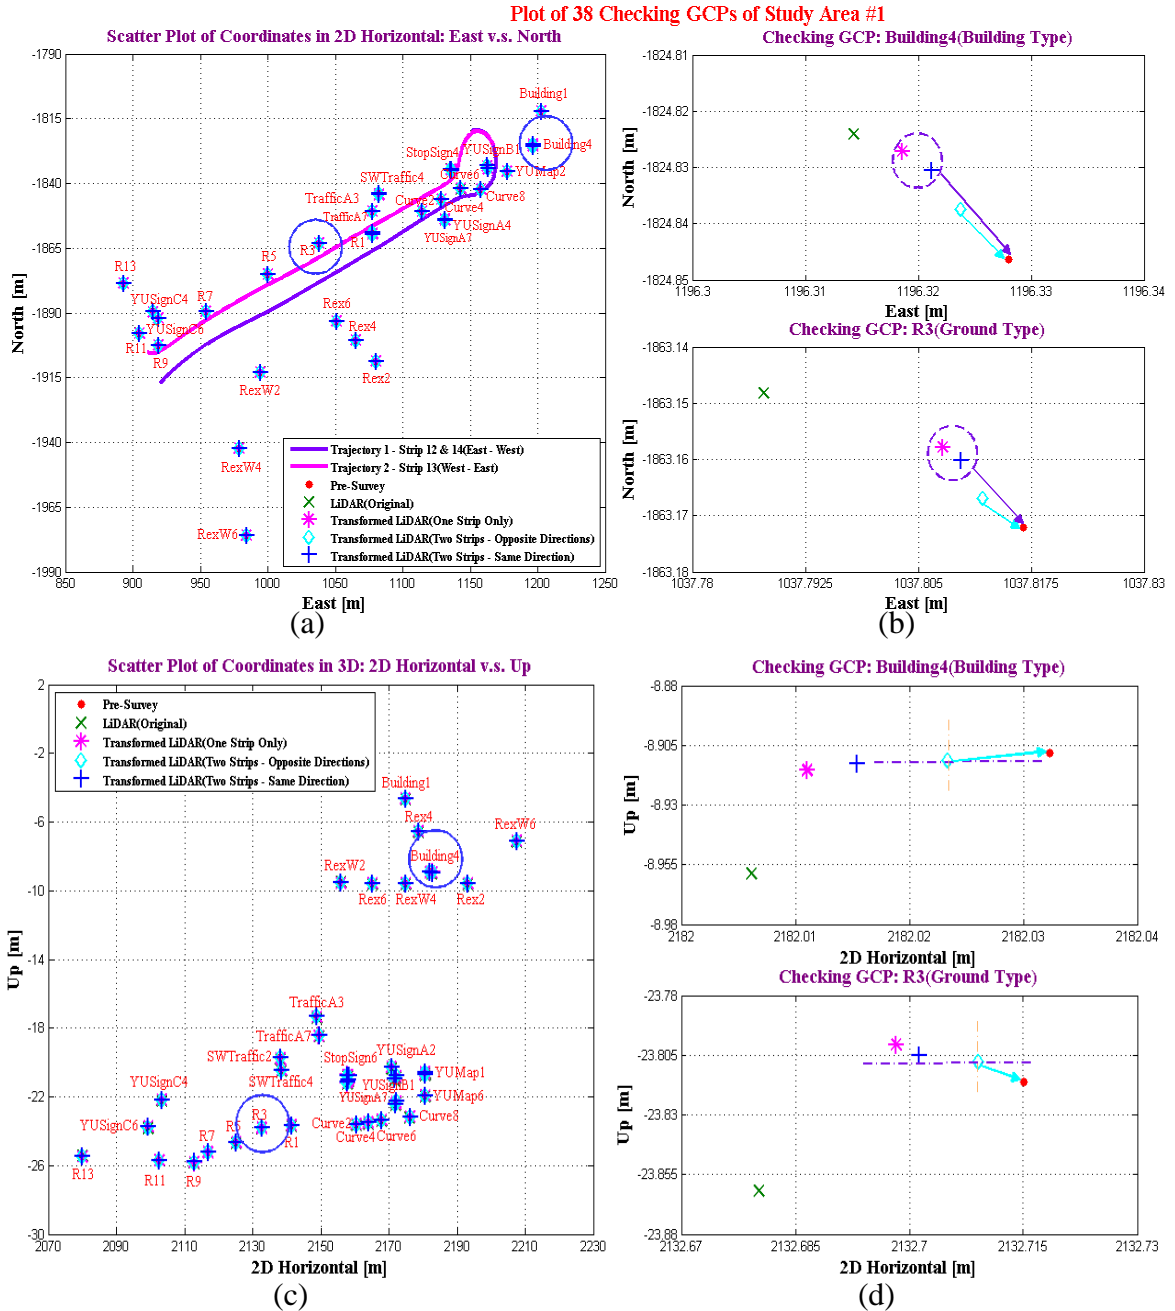 Plot of 38 Checking GCPs of Study Area #1
Scatter Plot of Coordinates in 2D Horizontal: East v.s. North
-1790
-1815
-1840
-1865
-1890
-1915
-1940
-1965
-1990
North [m]
Building1
Building4
StopSign4
YUSignB1
YUMap2
Curve6
SWTraffic4
Curve8
TrafficA3
Curve2
Curve4
TrafficA7
YUSignA4
R1
YUSignA7
R3
R5
R13
YUSignC4
R7
Rex6
YUSignC6
Rex4
R11
R9
Rex2
RexW2
RexW4
RexW6
Trajectory 1 - Strip 12 & 14(East - West)
Trajectory 2 - Strip 13(West - East)
Pre-Survey
LiDAR(Original)
Transformed LiDAR(One Strip Only)
Transformed LiDAR(Two Strips - Opposite Directions)
Transformed LiDAR(Two Strips - Same Direction)
850 900 950 1000 1050 1100 1150 1200 1250
East [m]
(a)
Checking GCP: Building4(Building Type)
-1824.81
-1824.82
-1824.83
-1824.84
-1824.85
North [m]
1196.3 1196.31 1196.32 1196.33 1196.34
East [m]
Checking GCP: R3(Ground Type)
-1863.14
-1863.15
-1863.16
-1863.17
-1863.18
North [m]
1037.78 1037.7925 1037.805 1037.8175 1037.83
East [m]
(b)
Scatter Plot of Coordinates in 3D: 2D Horizontal v.s. Up
2
-2
-6
-10
-14
-18
-22
-26
-30
Up [m]
Pre-Survey
LiDAR(Original)
Transformed LiDAR(One Strip Only)
Transformed LiDAR(Two Strips - Opposite Directions)
Transformed LiDAR(Two Strips - Same Direction)
Building1
Rex4
RexW6
Building4
RexW2
Rex6
RexW4
Rex2
TrafficA3
TrafficA7
SWTraffic2
StopSign6
YUSignA2
SWTraffic4
YUSignB1
YUMap1
YUSignC4
YUSignA7
YUMap6
R3
YUSignC6
R7
R5
R1
Curve2
Curve4
Curve6
Curve8
R13
R11
R9
2070 2090 2110 2130 2150 2170 2190 2210 2230
2D Horizontal [m]
(c)
Checking GCP: Building4(Building Type)
-8.88
-8.905
-8.93
-8.955
-8.98
Up [m]
2182 2182.01 2182.02 2182.03 2182.04
2D Horizontal [m]
Checking GCP: R3(Ground Type)
-23.78
-23.805
-23.83
-23.855
-23.88
Up [m]
2132.67 2132.685 2132.7 2132.715 2132.73
2D Horizontal [m]
(d)